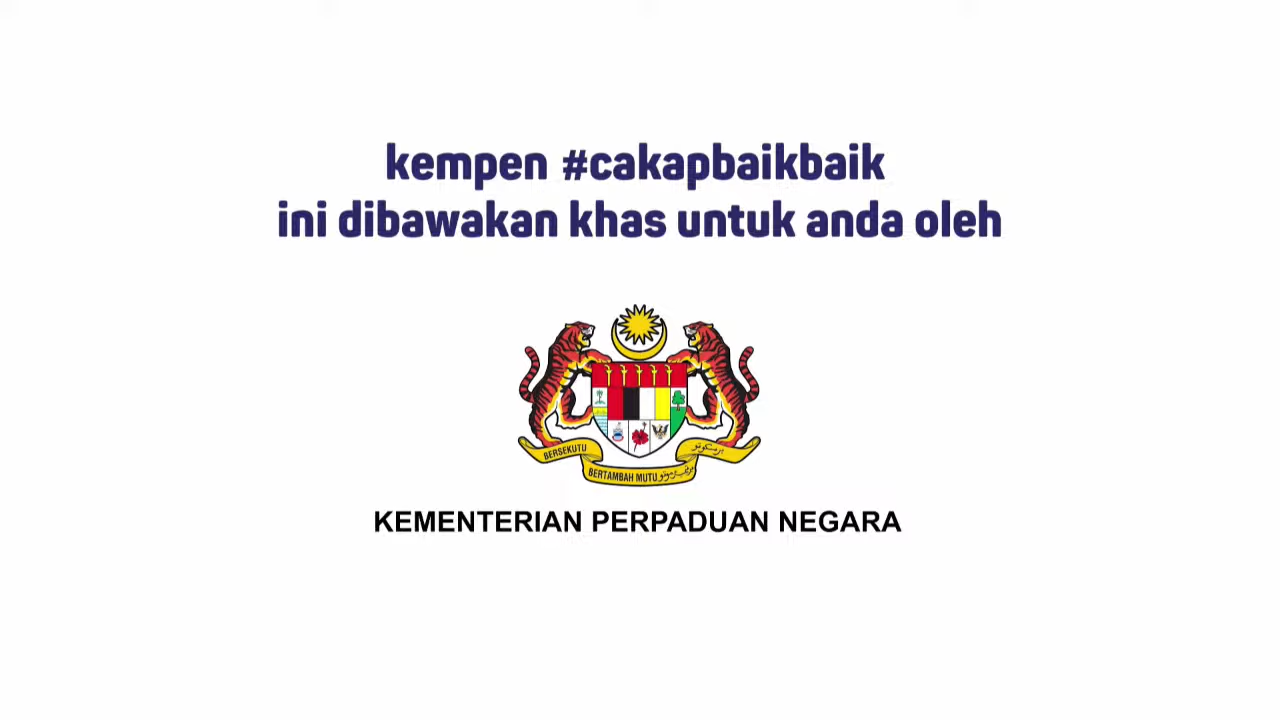 kempen #cakapbaikbaik
ini dibawakan khas untuk anda oleh
BERSEKUTU
BERTAMBAH MUTU
KEMENTERIAN PERPADUAN NEGARA